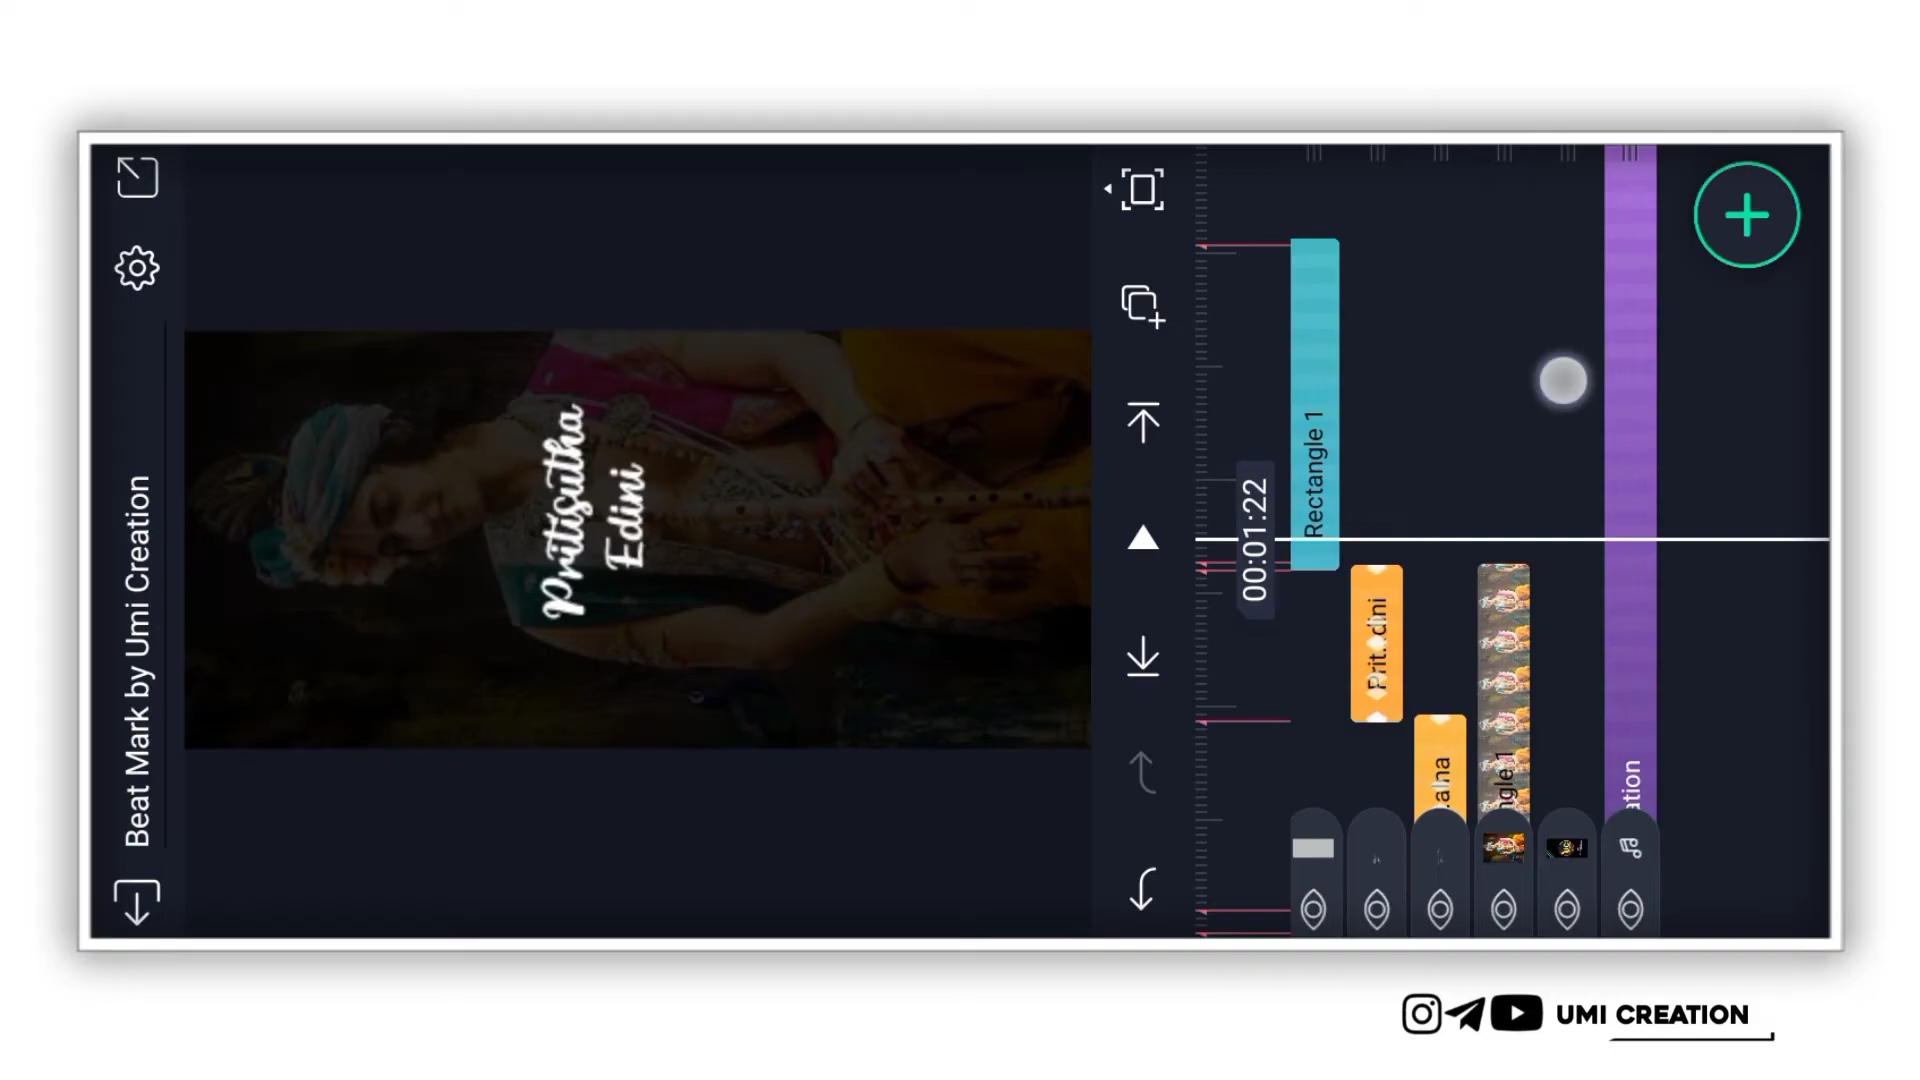 Beat Mark by Umi Creation
Pritisutha
Edini
00:01:22
Rectangle 1
Prit...dini
UMI CREATION